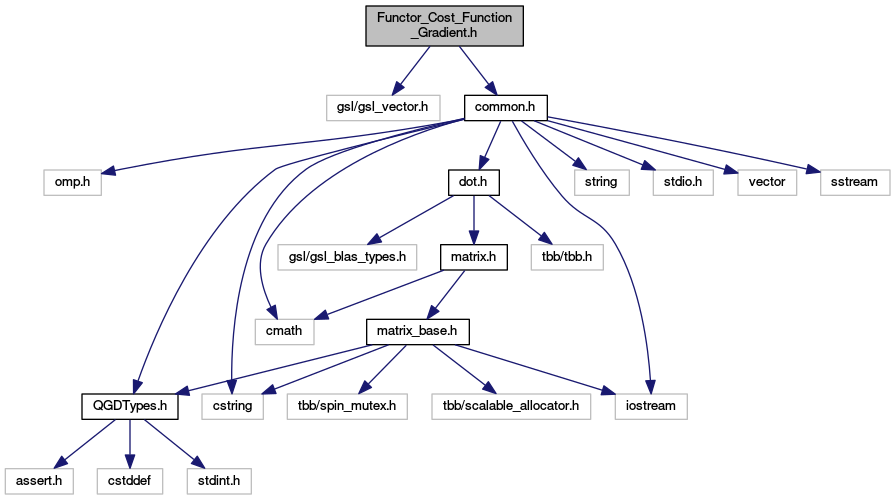 Functor_Cost_Function
_Gradient.h
gsl/gsl_vector.h
common.h
omp.h
dot.h
string
stdio.h
vector
sstream
gsl/gsl_blas_types.h
matrix.h
tbb/tbb.h
cmath
matrix_base.h
QGDTypes.h
cstring
tbb/spin_mutex.h
tbb/scalable_allocator.h
iostream
assert.h
cstddef
stdint.h